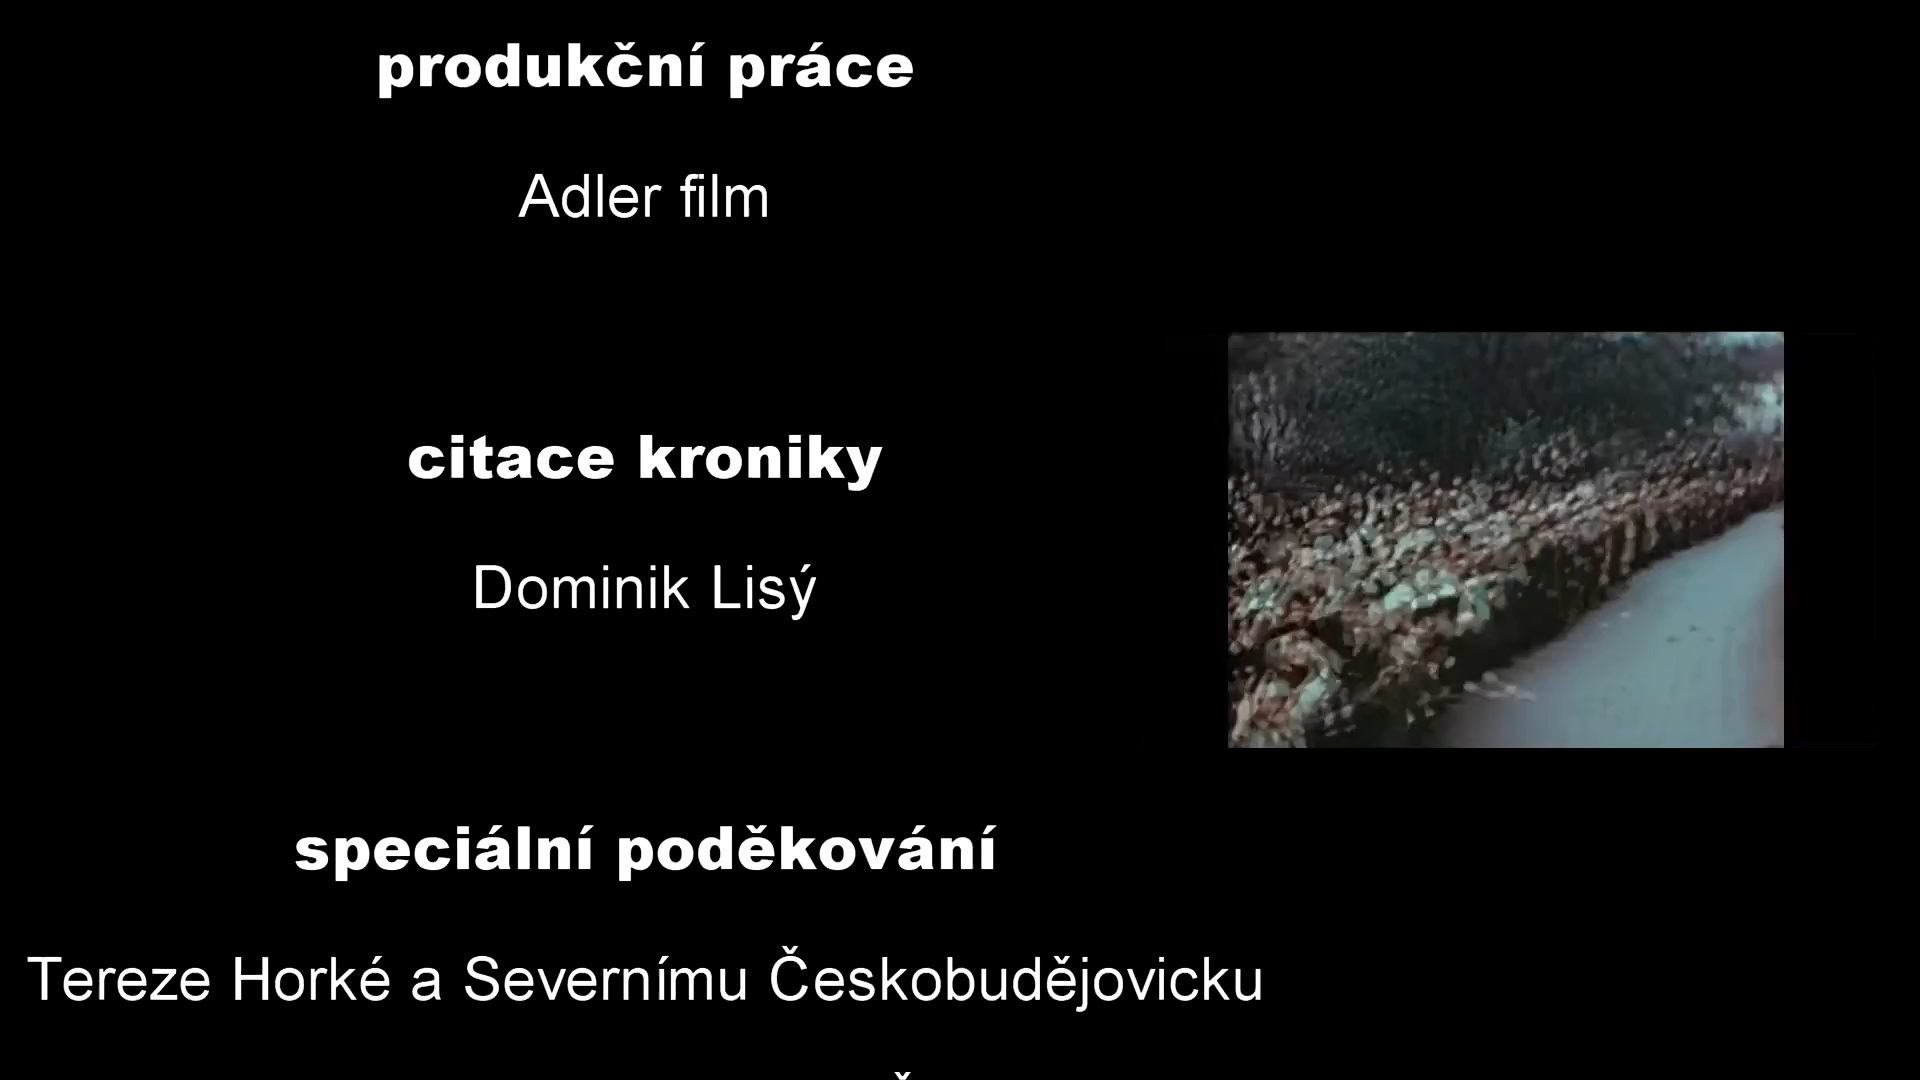 produkční práce
Adler film
citace kroniky
Dominik Lisý
speciální poděkování
Tereze Horké a Severnímu Českobudějovicku